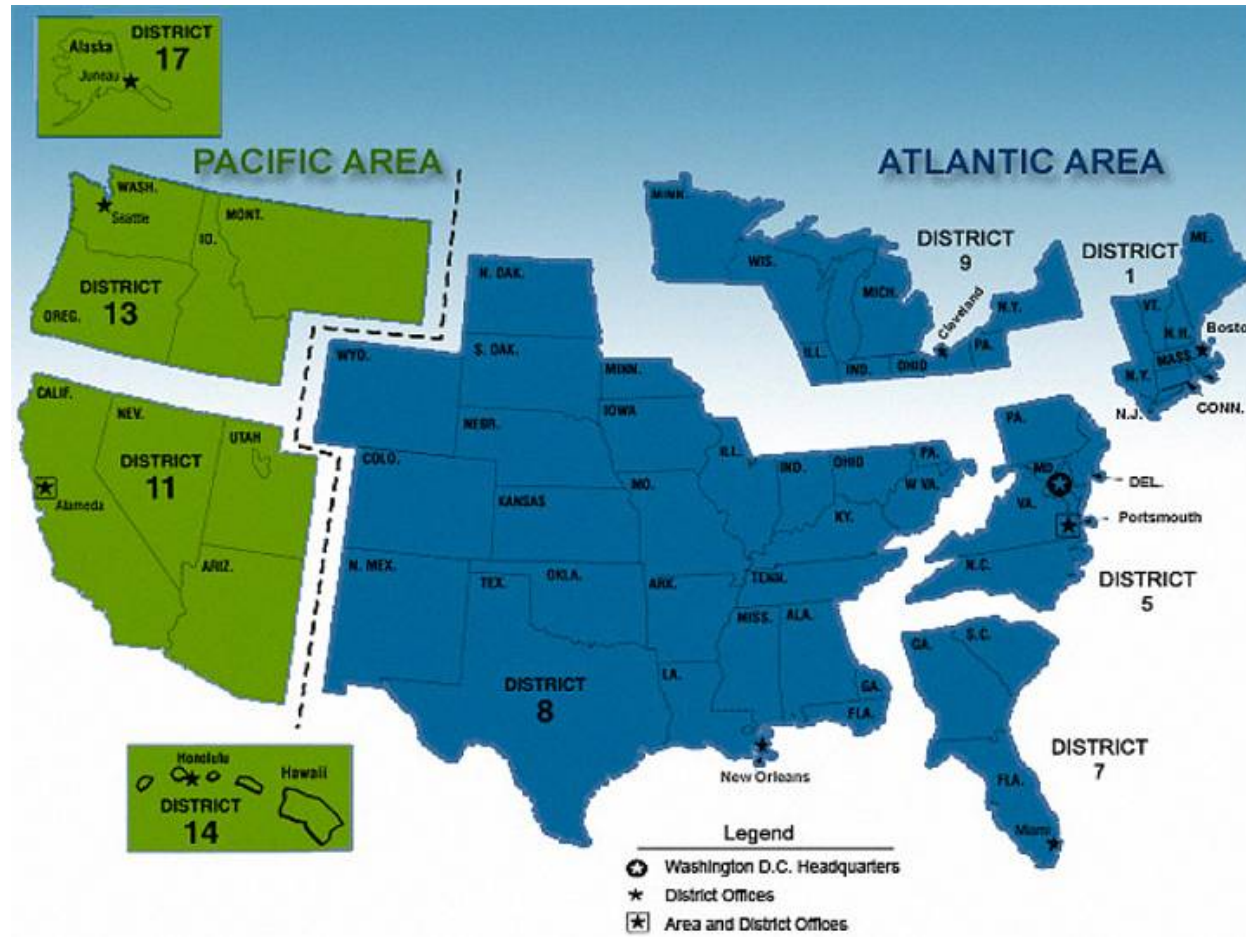 DISTRICT
17
Alaska
Juneau
PACIFIC AREA
ATLANTIC AREA
WASH.
Seattle
MONT.
ID.
DISTRICT
13
OREG.
CALIF.
NEV.
UTAH
DISTRICT
11
Alameda
ARIZ.
Honolulu
Hawaii
DISTRICT
14
N. DAK.
WYO.
S. DAK.
MINN.
IOWA
NEBR.
COLO.
ILL.
IND.
OHIO
PA.
W VA.
MO.
KANSAS
KY.
N. MEX.
TEX.
OKLA.
ARK.
TENN.
MISS.
ALA.
LA.
GA.
FLA.
DISTRICT
8
New Orleans
MINN.
WIS.
MICH.
DISTRICT
9
Cleveland
N.Y.
ILL.
IND.
OHIO
PA.
DISTRICT
1
ME.
VT.
N.H.
Bosto
MASS.
N.Y.
N.J.
CONN.
PA.
MD.
DEL.
VA.
Portsmouth
N.C.
DISTRICT
5
GA.
S.C.
DISTRICT
7
FLA.
Miami
Legend
Washington D.C. Headquarters
District Offices
Area and District Offices